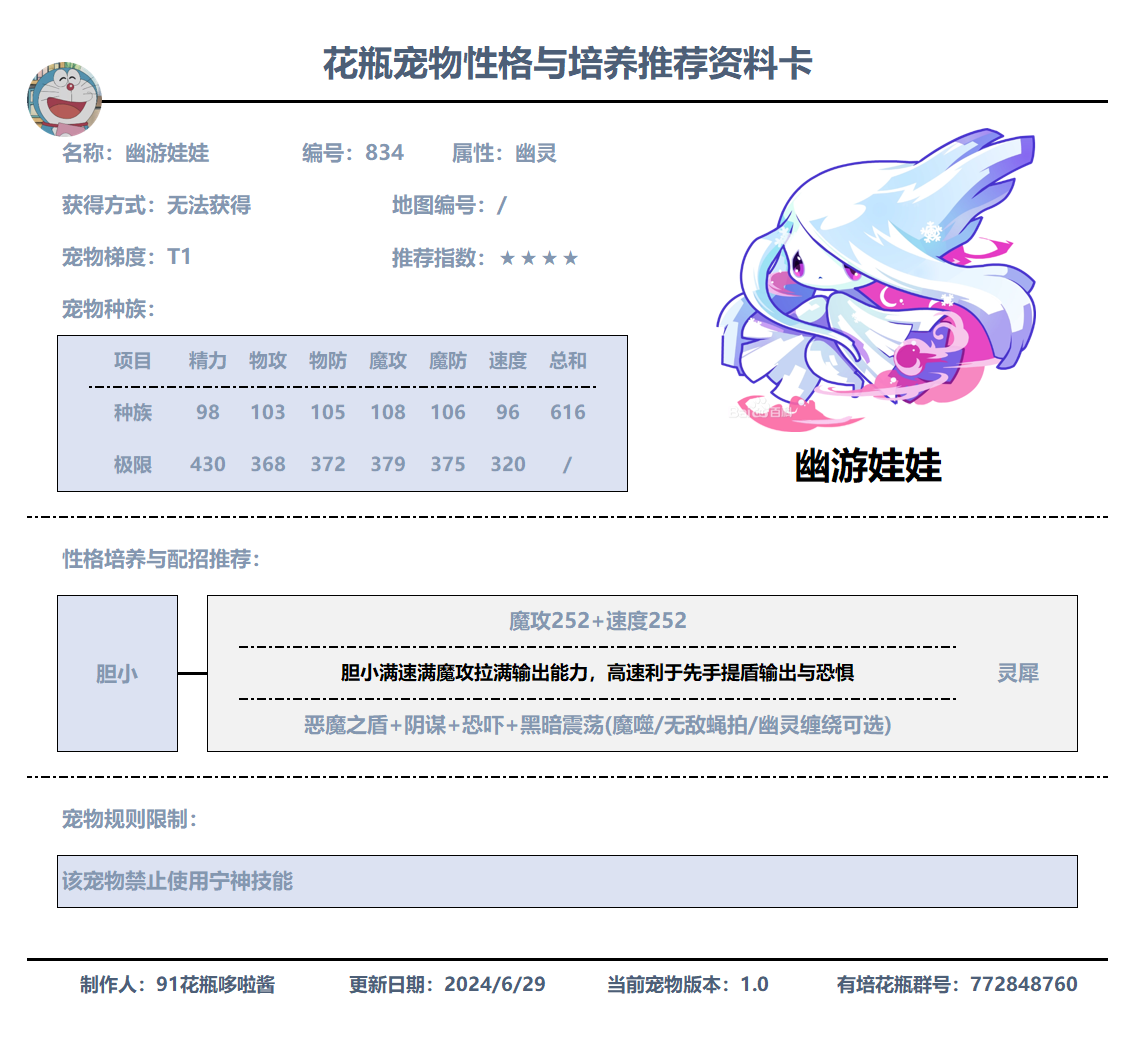 花瓶宠物性格与培养推荐资料卡
名称：幽游娃娃 编号：834 属性：幽灵
获得方式：无法获得 地图编号：/
宠物梯度：T1 推荐指数：★★★★
宠物种族：
项目 精力 物攻 物防 魔攻 魔防 速度 总和
种族 98 103 105 108 106 96 616
极限 430 368 372 379 375 320 /
Baidu百科
幽游娃娃
性格培养与配招推荐：
胆小
魔攻252+速度252
胆小满速满魔攻拉满输出能力，高速利于先手提盾输出与恐惧
恶魔之盾+阴谋+恐吓+黑暗震荡(魔噬/无敌蝇拍/幽灵缠绕可选)
灵犀
宠物规则限制：
该宠物禁止使用宁神技能
制作人：91花瓶哆啦酱 更新日期：2024/6/29 当前宠物版本：1.0 有培花瓶群号：772848760